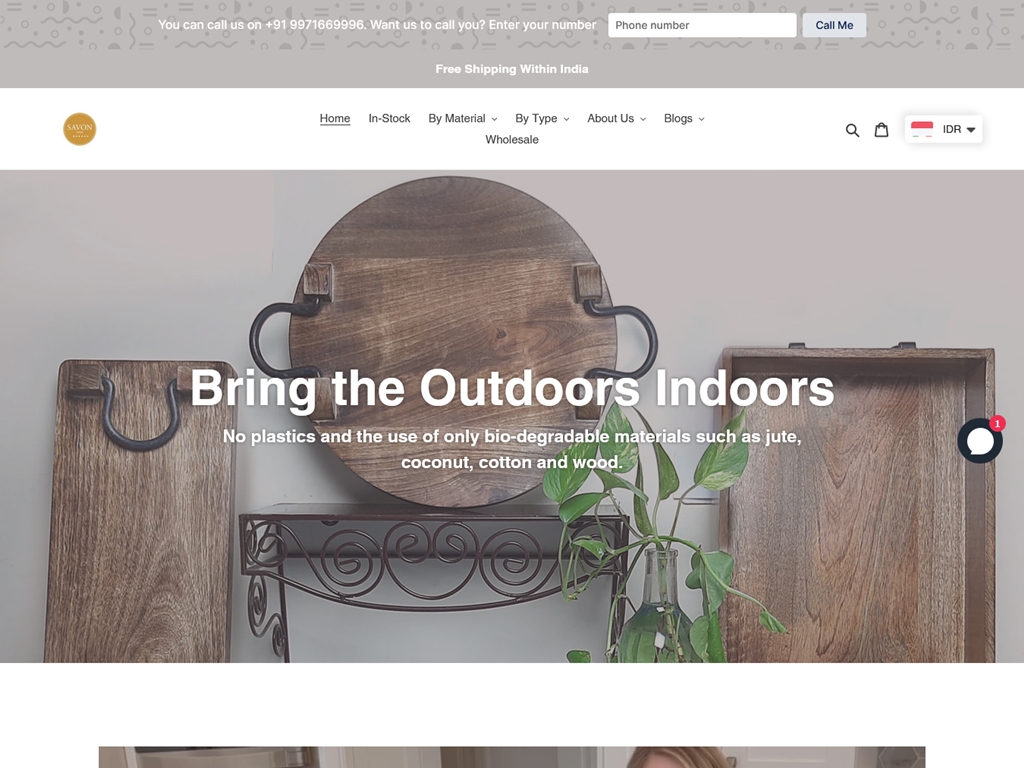 You can call us on +91 9971669996. Want us to call you? Enter your number
Phone number
Call Me
Free Shipping Within India
SAVON
Home
In-Stock
By Material
By Type
About Us
Blogs
Wholesale
IDR
Bring the Outdoors Indoors
No plastics and the use of only bio-degradable materials such as jute,
coconut, cotton and wood.
1